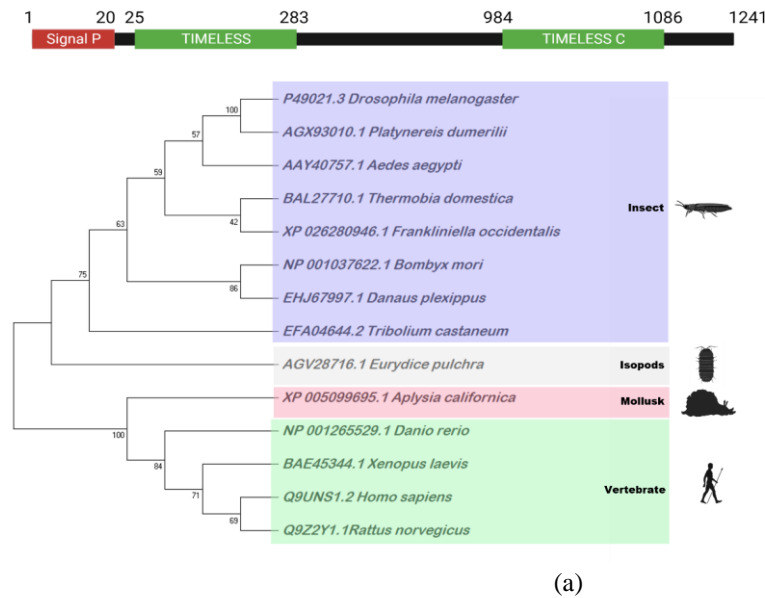 1 20 25 283 984 1086 1241
Signal P TIMELESS TIMELESS C
P49021.3 Drosophila melanogaster
100
AGX93010.1 Platynereis dumerilii
57
AAY40757.1 Aedes aegypti
59
BAL27710.1 Thermobia domestica
Insect
42
XP 026280946.1 Frankliniella occidentalis
63
NP 001037622.1 Bombyx mori
75
86
EHJ67997.1 Danaus plexippus
EFA04644.2 Tribolium castaneum
AGV28716.1 Eurydice pulchra Isopods
XP 005099695.1 Aplysia californica Mollusk
100
NP 001265529.1 Danio rerio
84
BAE45344.1 Xenopus laevis
71
Vertebrate
Q9UNS1.2 Homo sapiens
69
Q9Z2Y1.1Rattus norvegicus
(a)